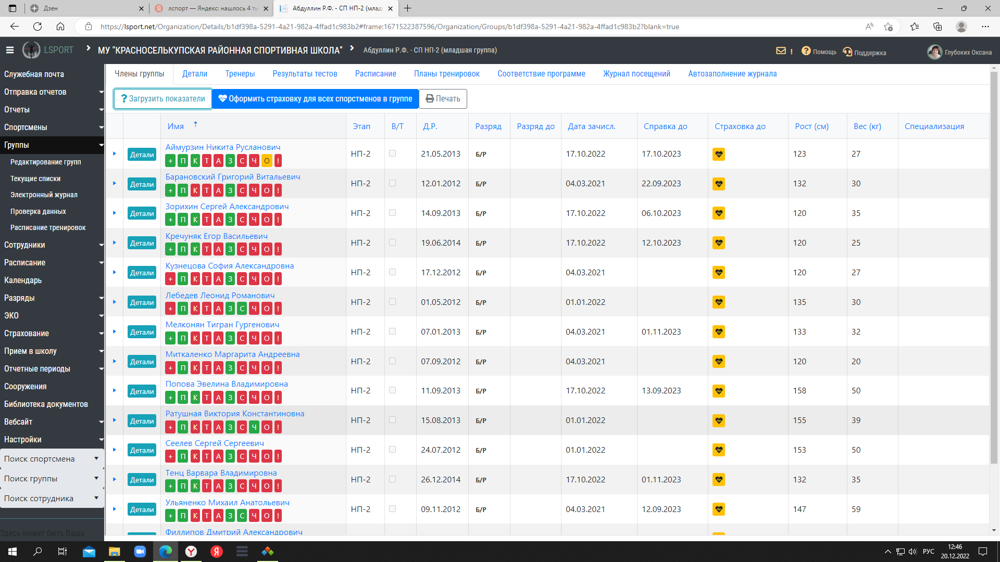 Дзен
лспорт — Яндекс: нашлось 4 ты
Абдуллин Р.Ф. - СП НП-2 (млад
https://lsport.net/Organization/Details/b1df398a-5291-4a21-982a-4ffad1c983b2#frame:1671522387596/Organization/Groups/b1df398a-5291-4a21-982a-4ffad1c983b2?blank=true
LSPORT
МУ "КРАСНОСЕЛЬКУПСКАЯ РАЙОННАЯ СПОРТИВНАЯ ШКОЛА"
Абдуллин Р.Ф. - СП НП-2 (младшая группа)
!
Помощь
Поддержка
Глубоких Оксана
Служебная почта
Отправка отчетов
Отчеты
Спортсмены
Группы
Редактирование групп
Текущие списки
Электронный журнал
Проверка данных
Расписание тренировок
Сотрудники
Расписание
Календарь
Разряды
ЭКО
Страхование
Прием в школу
Отчетные периоды
Сооружения
Библиотека документов
Вебсайт
Настройки
Поиск спортсмена
Поиск группы
Поиск сотрудника
Здесь может быть Ваша
Члены группы Детали Тренеры Результаты тестов Расписание Планы тренировок Соответствие программе Журнал посещений Автозаполнение журнала
? Загрузить показатели Оформить страховку для всех спорстменов в группе Печать
Имя Этап В/Т Д.Р. Разряд Разряд до Дата зачисл. Справка до Страховка до Рост (см) Вес (кг) Специализация
Аймурзин Никита Русланович
Детали НП-2 21.05.2013 Б/Р 17.10.2022 17.10.2023 123 27
+ П К Т А З С Ч О !
Барановский Григорий Витальевич
Детали НП-2 12.01.2012 Б/Р 04.03.2021 22.09.2023 132 30
+ П К Т А З С Ч О !
Зорихин Сергей Александрович
Детали НП-2 14.09.2013 Б/Р 17.10.2022 06.10.2023 120 35
+ П К Т А З С Ч О !
Кречуняк Егор Васильевич
Детали НП-2 19.06.2014 Б/Р 17.10.2022 12.10.2023 120 25
+ П К Т А З С Ч О !
Кузнецова София Александровна
Детали НП-2 17.12.2012 Б/Р 04.03.2021 120 27
+ П К Т А З С Ч О !
Лебедев Леонид Романович
Детали НП-2 01.05.2012 Б/Р 01.01.2022 135 30
+ П К Т А З С Ч О !
Мелконян Тигран Гургенович
Детали НП-2 07.01.2013 Б/Р 04.03.2021 01.11.2023 133 32
+ П К Т А З С Ч О !
Миткаленко Маргарита Андреевна
Детали НП-2 07.09.2012 Б/Р 04.03.2021 120 20
+ П К Т А З С Ч О !
Попова Эвелина Владимировна
Детали НП-2 11.09.2013 Б/Р 17.10.2022 13.09.2023 158 50
+ П К Т А З С Ч О !
Ратушная Виктория Константиновна
Детали НП-2 15.08.2013 Б/Р 01.01.2022 155 39
+ П К Т А З С Ч О !
Сеелев Сергей Сергеевич
Детали НП-2 24.07.2012 Б/Р 01.01.2022 153 50
+ П К Т А З С Ч О !
Тенц Варвара Владимировна
Детали НП-2 26.12.2014 Б/Р 17.10.2022 01.11.2023 132 35
+ П К Т А З С Ч О !
Ульяненко Михаил Анатольевич
Детали НП-2 09.11.2012 Б/Р 04.03.2021 12.09.2023 147 59
+ П К Т А З С Ч О !
Филлипов Дмитрий Александрович
РУС
12:46
20.12.2022